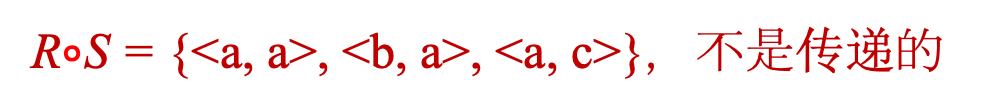 R∘S = {<a, a>, <b, a>, <a, c>}, 不是传递的